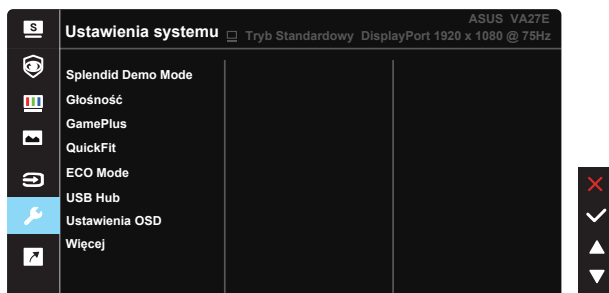 S
ASUS VA27E
Ustawienia systemu
Tryb Standardowy DisplayPort 1920 x 1080 @ 75Hz
Splendid Demo Mode
Głośność
GamePlus
QuickFit
ECO Mode
USB Hub
Ustawienia OSD
Więcej